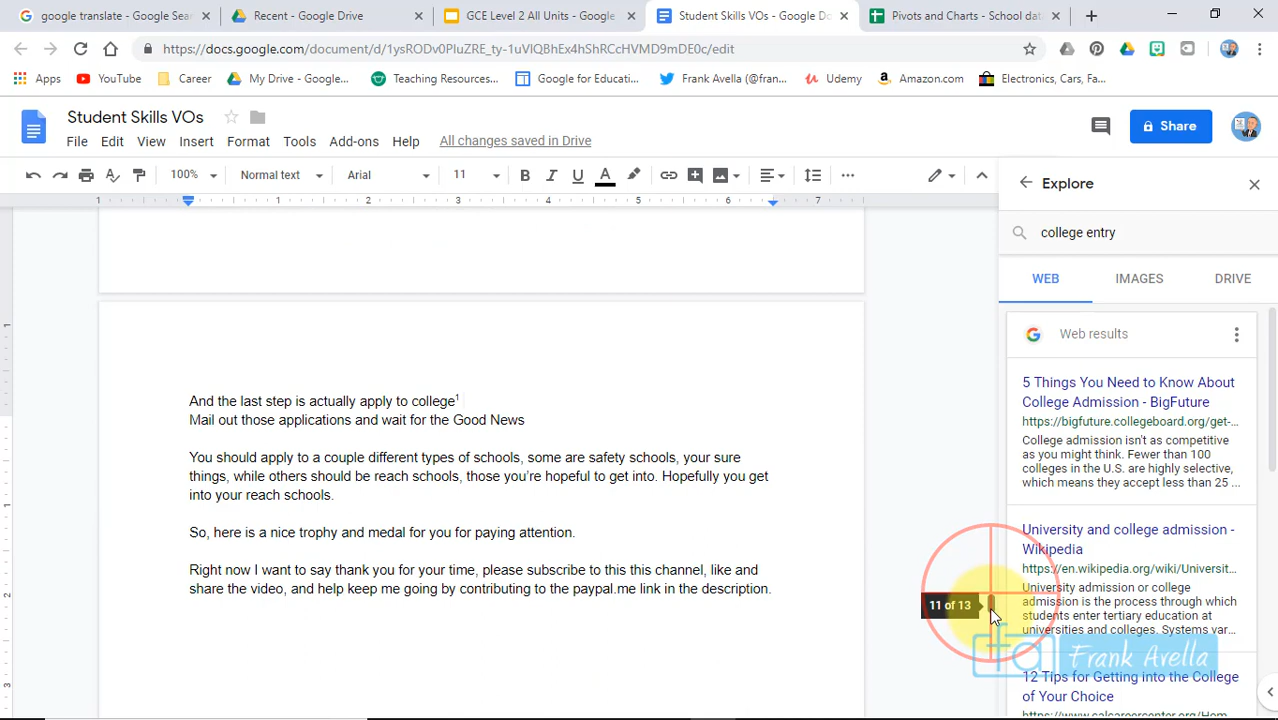 google translate - Google Sear
Recent - Google Drive
GCE Level 2 All Units - Google
Student Skills VOs - Google Do
Pivots and Charts - School dat
https://docs.google.com/document/d/1ysRODv0PluZRE_ty-1uVIQBhEx4hShRCcHVMD9mDE0c/edit
Apps
YouTube
Career
My Drive - Google...
Teaching Resources...
Google for Educati...
Frank Avella (@fran...
Udemy
Amazon.com
Electronics, Cars, Fa...
Student Skills VOs
File Edit View Insert Format Tools Add-ons Help All changes saved in Drive
Share
100% Normal text Arial 11
Explore
college entry
WEB IMAGES DRIVE
Web results
5 Things You Need to Know About
College Admission - BigFuture
https://bigfuture.collegeboard.org/get-...
College admission isn't as competitive
as you might think. Fewer than 100
colleges in the U.S. are highly selective,
which means they accept less than 25 ...
University and college admission -
Wikipedia
https://en.wikipedia.org/wiki/Universit...
University admission or college
admission is the process through which
students enter tertiary education at
universities and colleges. Systems var...
12 Tips for Getting into the College
of Your Choice
And the last step is actually apply to college¹
Mail out those applications and wait for the Good News
You should apply to a couple different types of schools, some are safety schools, your sure
things, while others should be reach schools, those you're hopeful to get into. Hopefully you get
into your reach schools.
So, here is a nice trophy and medal for you for paying attention.
Right now I want to say thank you for your time, please subscribe to this this channel, like and
share the video, and help keep me going by contributing to the paypal.me link in the description.
11 of 13
Frank Avella